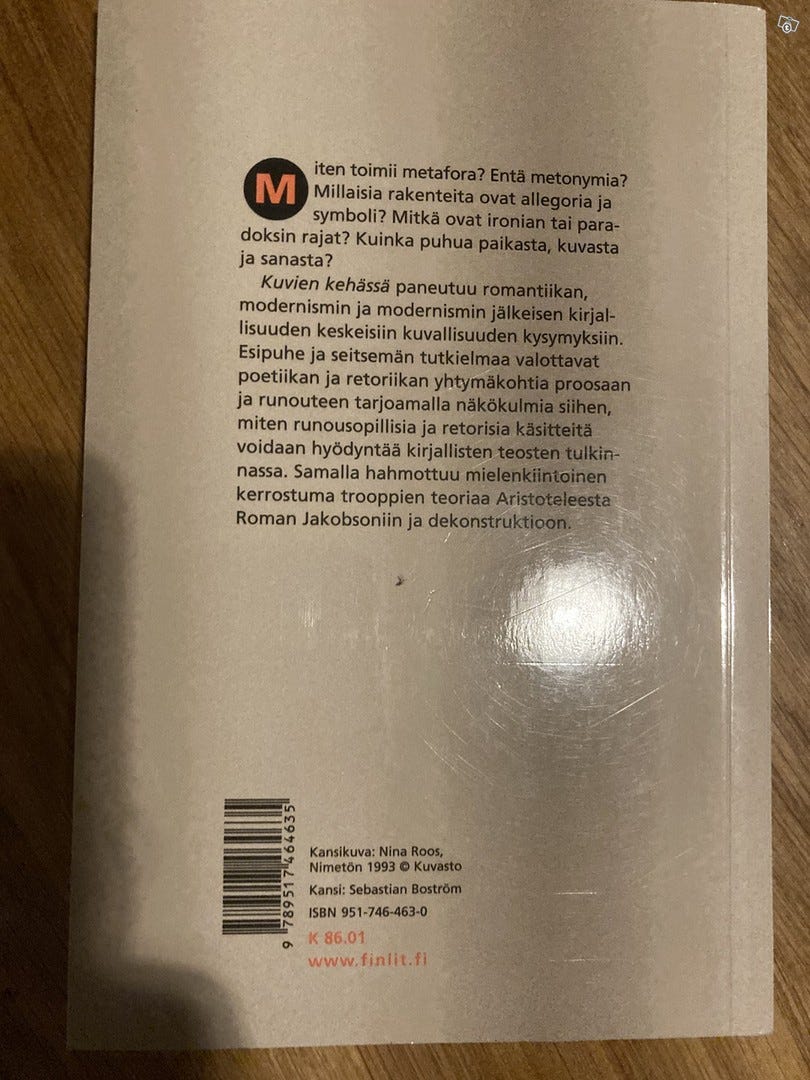 Miten toimii metafora? Entä metonymia?
Millaisia rakenteita ovat allegoria ja
symboli? Mitkä ovat ironian tai para-
doksin rajat? Kuinka puhua paikasta, kuvasta
ja sanasta?
Kuvien kehässä paneutuu romantiikan,
modernismin ja modernismin jälkeisen kirjal-
lisuuden keskeisiin kuvallisuuden kysymyksiin.
Esipuhe ja seitsemän tutkielmaa valottavat
poetiikan ja retoriikan yhtymäkohtia proosaan
ja runouteen tarjoamalla näkökulmia siihen,
miten runousopillisia ja retorisia käsitteitä
voidaan hyödyntää kirjallisten teosten tulkin-
nassa. Samalla hahmottuu mielenkiintoinen
kerrostuma trooppien teoriaa Aristoteleesta
Roman Jakobsoniin ja dekonstruktioon.
9 789517 464635
Kansikuva: Nina Roos,
Nimetön 1993 © Kuvasto
Kansi: Sebastian Boström
ISBN 951-746-463-0
K 86.01
www.finlit.fi